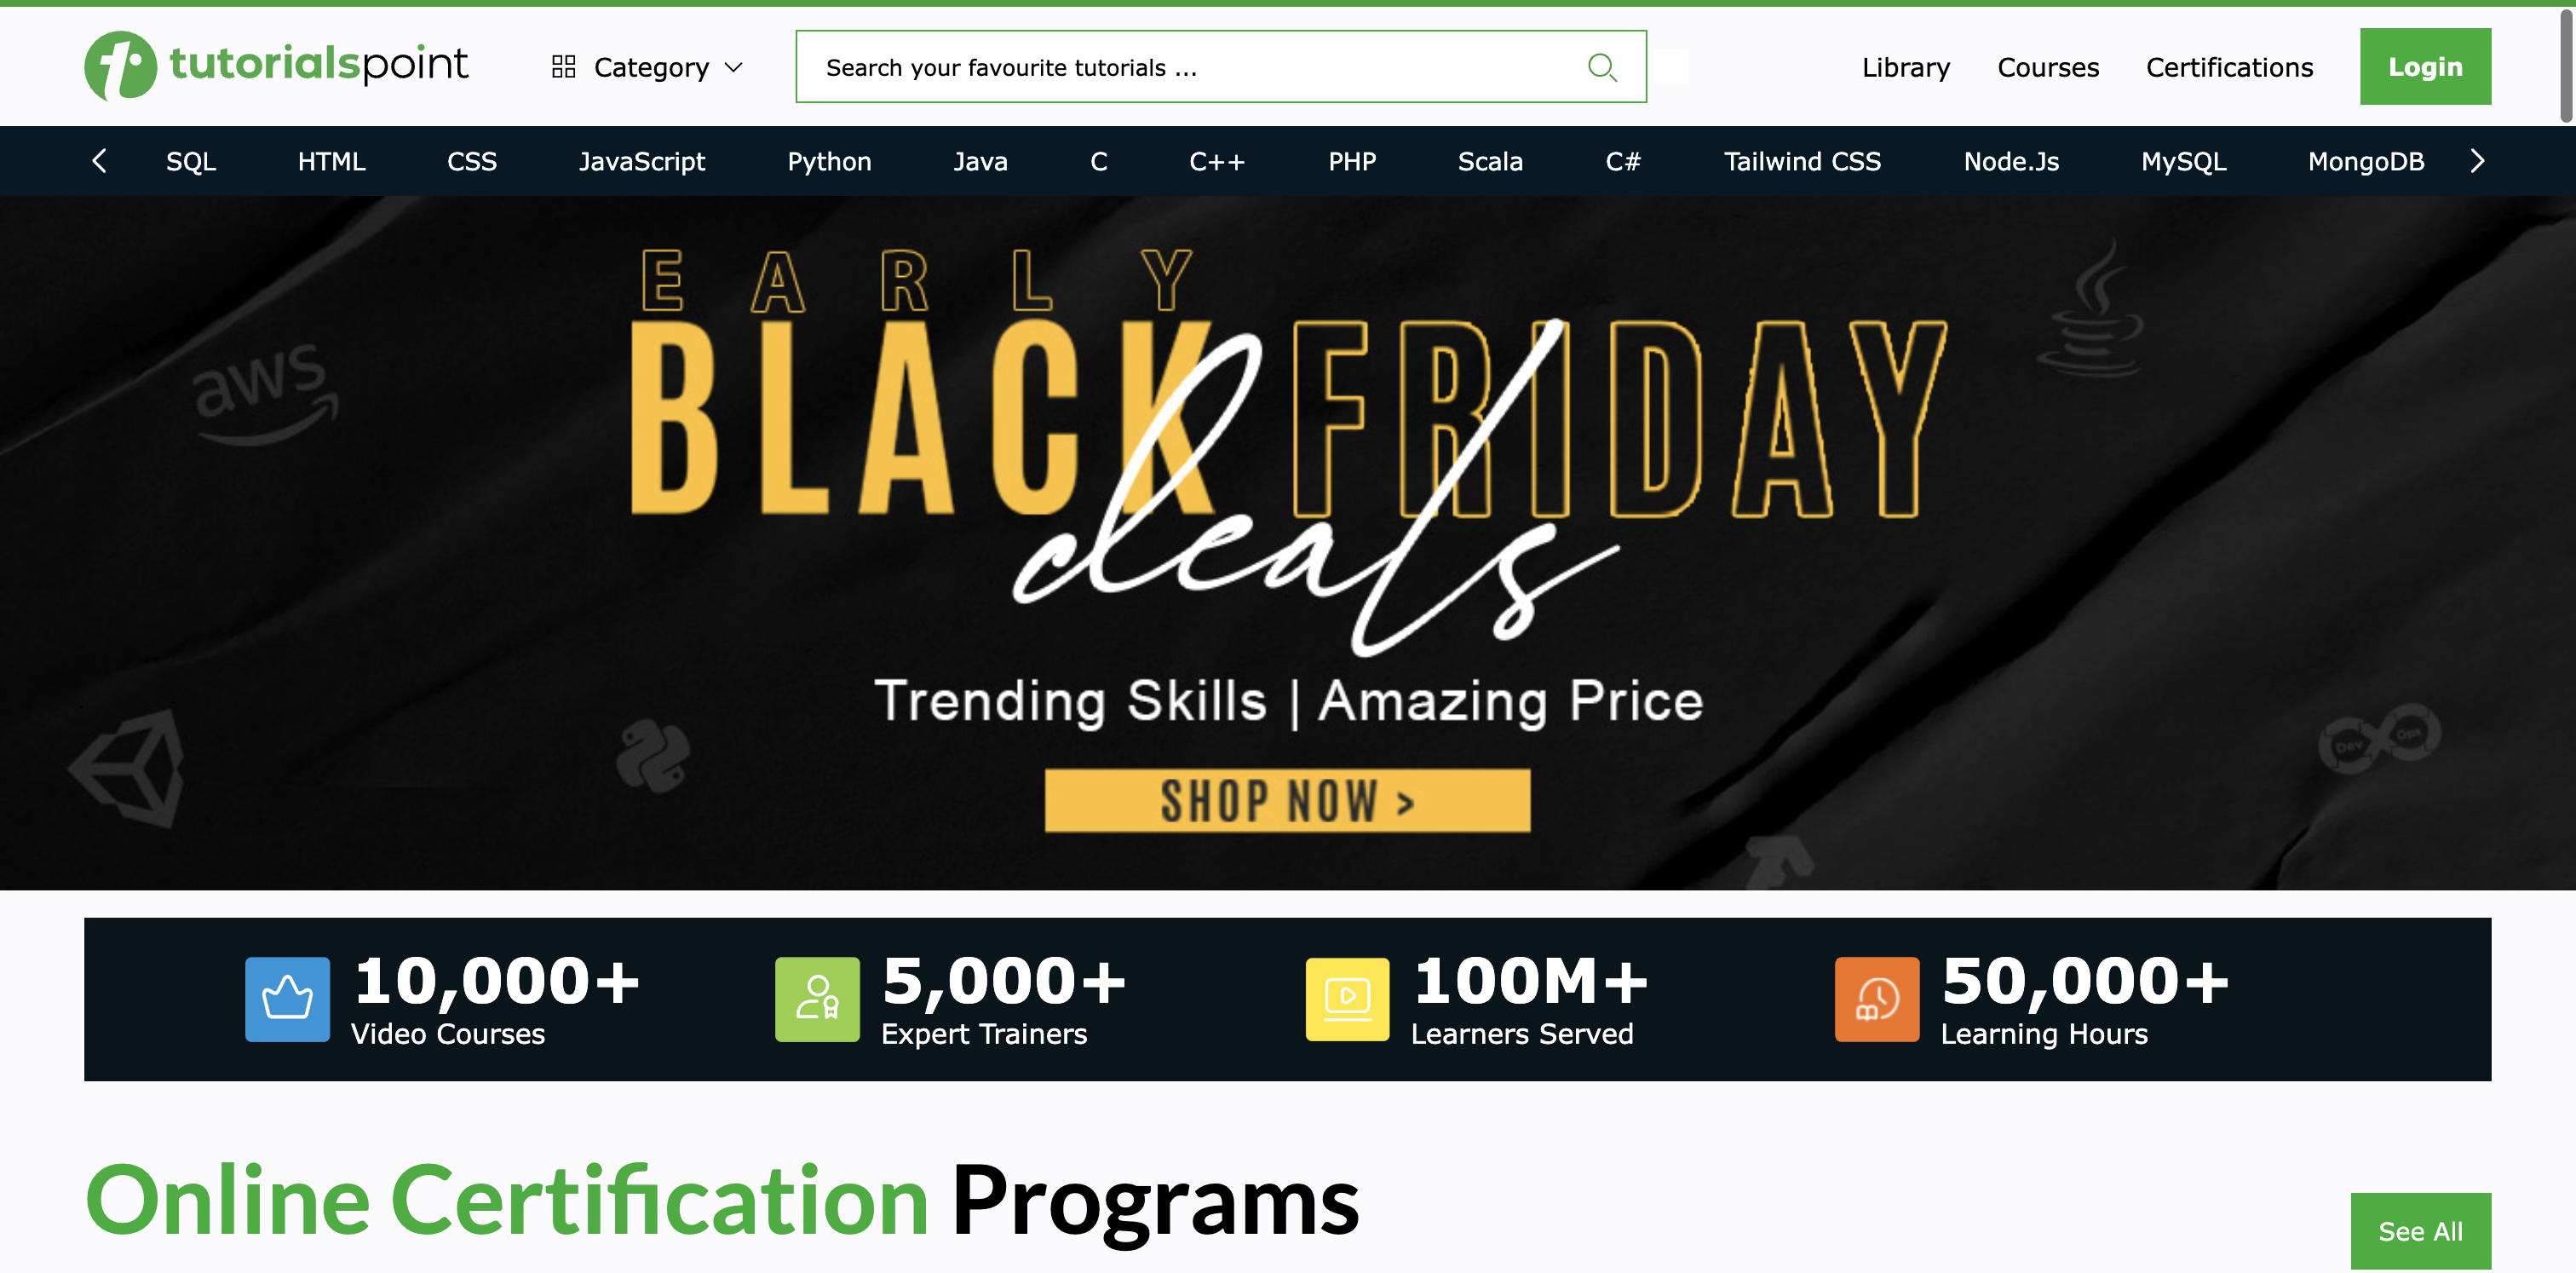 tutorialspoint
Category
Search your favourite tutorials ...
Library Courses Certifications Login
SQL HTML CSS JavaScript Python Java C C++ PHP Scala C# Tailwind CSS Node.Js MySQL MongoDB
EARLY
BLACK FRIDAY
deals
aws
Trending Skills | Amazing Price
Dev Ops
SHOP NOW >
10,000+ 5,000+ 100M+ 50,000+
Video Courses Expert Trainers Learners Served Learning Hours
Online Certification Programs
See All